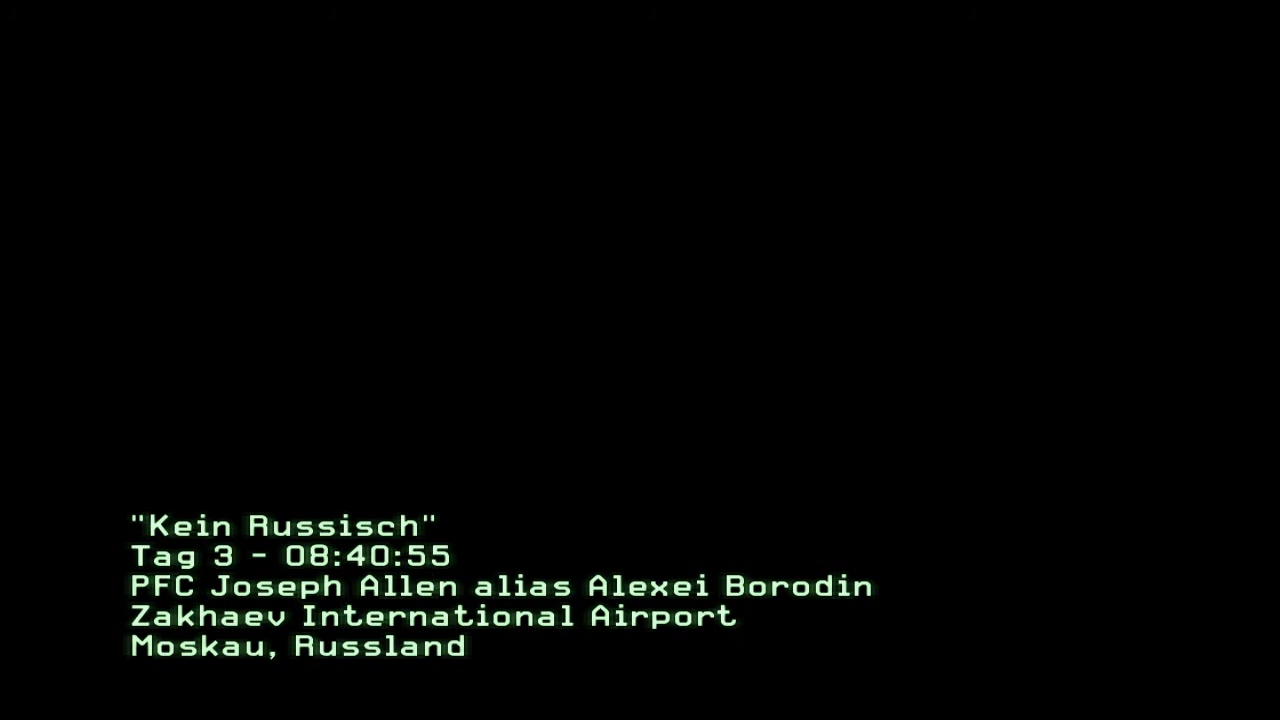 "Kein Russisch"
Tag 3 - 08:40:55
PFC Joseph Allen alias Alexei Borodin
Zakhaev International Airport
Moskau, Russland